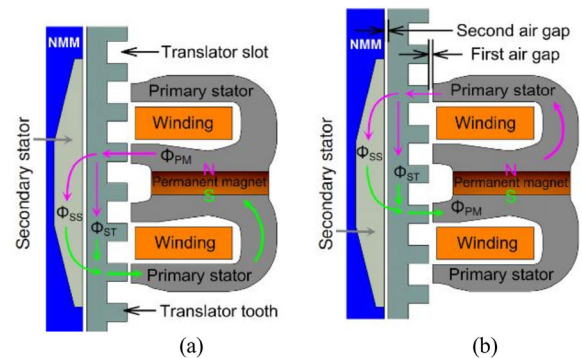 NMM
Translator slot
Primary stator
Winding
ΦPM
N
Permanent magnet
S
Secondary stator
ΦSS
ΦST
Winding
Primary stator
Translator tooth
(a)
NMM
Second air gap
First air gap
Primary stator
Winding
N
Permanent magnet
S
Secondary stator
ΦSS
ΦST
ΦPM
Winding
Primary stator
(b)